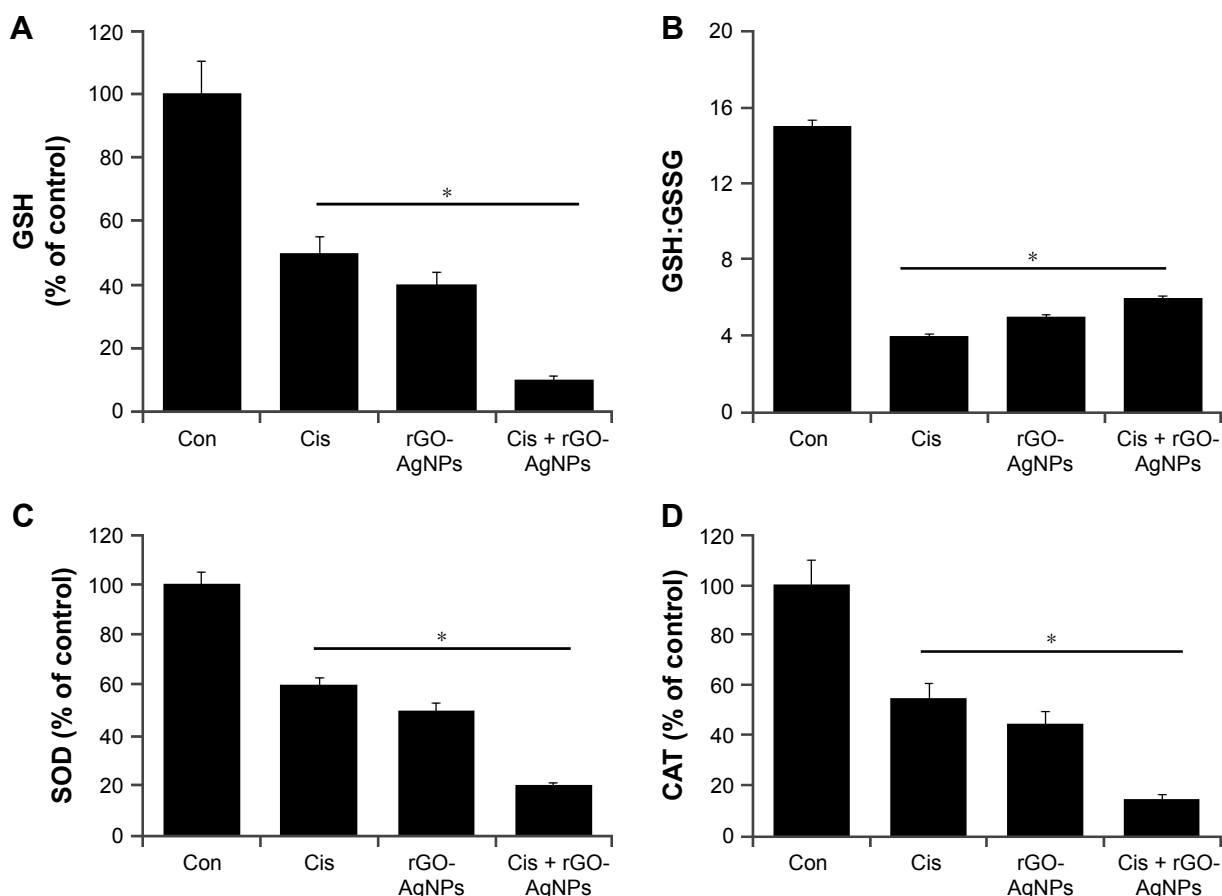 A
GSH
(% of control)
120
100
80
60
40
20
0
*
Con
Cis
rGO-
AgNPs
Cis + rGO-
AgNPs
B
GSH:GSSG
20
16
12
8
4
0
*
Con
Cis
rGO-
AgNPs
Cis + rGO-
AgNPs
C
SOD (% of control)
120
100
80
60
40
20
0
*
Con
Cis
rGO-
AgNPs
Cis + rGO-
AgNPs
D
CAT (% of control)
120
100
80
60
40
20
0
*
Con
Cis
rGO-
AgNPs
Cis + rGO-
AgNPs